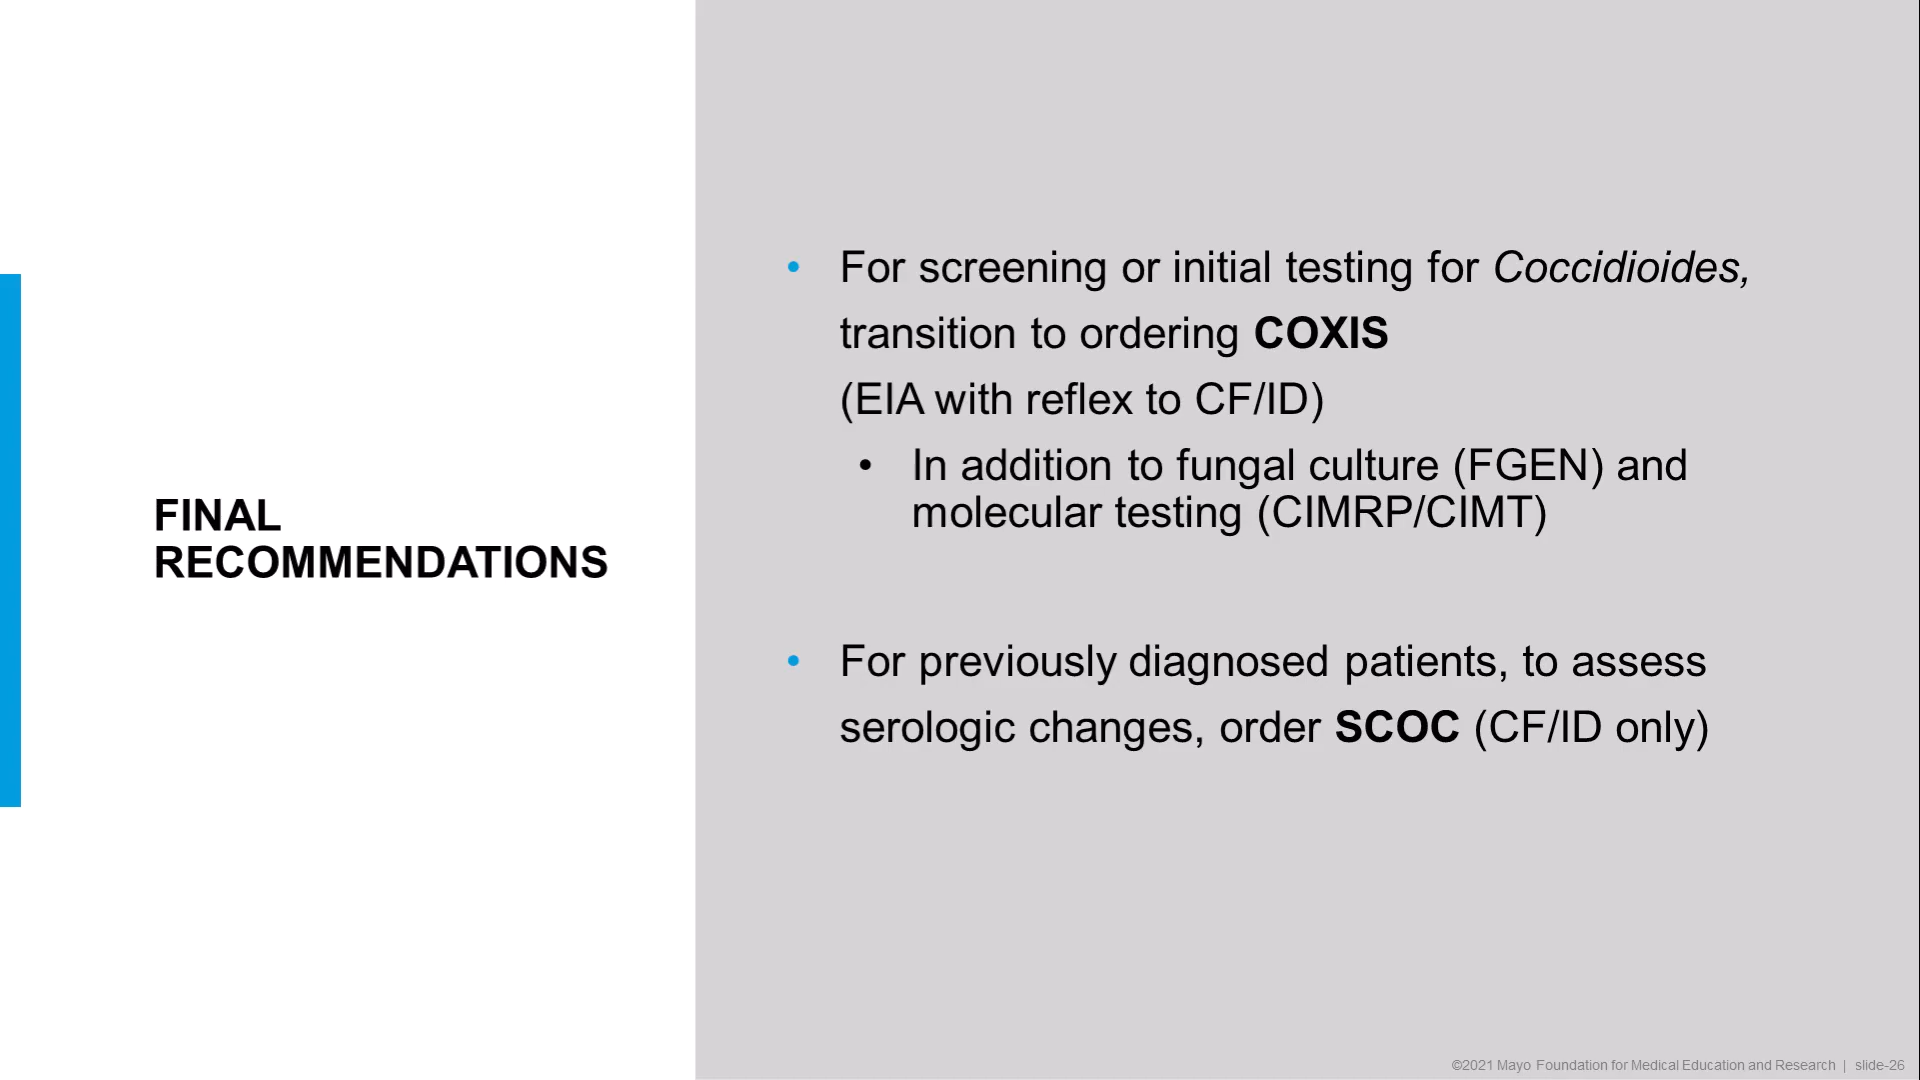 FINAL
RECOMMENDATIONS
• For screening or initial testing for Coccidioides,
transition to ordering COXIS
(EIA with reflex to CF/ID)
• In addition to fungal culture (FGEN) and
molecular testing (CIMRP/CIMT)
• For previously diagnosed patients, to assess
serologic changes, order SCOC (CF/ID only)
©2021 Mayo Foundation for Medical Education and Research | slide-26